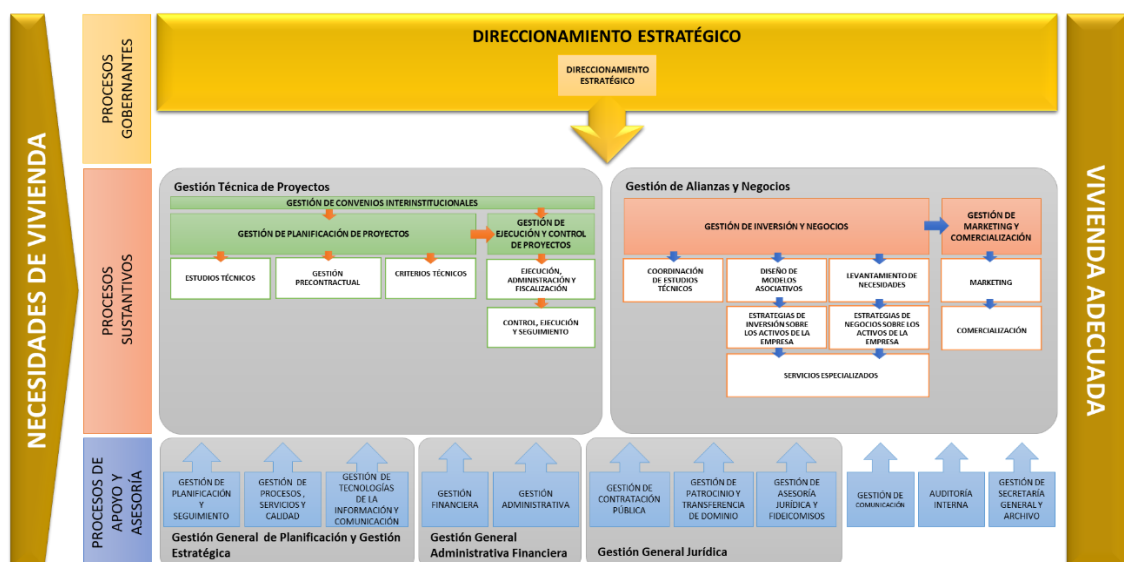 NECESIDADES DE VIVIENDA
PROCESOS
GOBERNANTES
DIRECCIONAMIENTO ESTRATÉGICO
DIRECCIONAMIENTO
ESTRATÉGICO
PROCESOS
SUSTANTIVOS
Gestión Técnica de Proyectos
GESTIÓN DE CONVENIOS INTERINSTITUCIONALES
GESTIÓN DE PLANIFICACIÓN DE PROYECTOS
GESTIÓN DE
EJECUCIÓN Y CONTROL
DE PROYECTOS
ESTUDIOS TÉCNICOS
GESTIÓN
PRECONTRACTUAL
CRITERIOS TÉCNICOS
EJECUCIÓN,
ADMINISTRACIÓN Y
FISCALIZACIÓN
CONTROL, EJECUCIÓN
Y SEGUIMIENTO
Gestión de Alianzas y Negocios
GESTIÓN DE INVERSIÓN Y NEGOCIOS
GESTIÓN DE
MARKETING Y
COMERCIALIZACIÓN
COORDINACIÓN
DE ESTUDIOS
TÉCNICOS
DISEÑO DE
MODELOS
ASOCIATIVOS
LEVANTAMIENTO DE
NECESIDADES
MARKETING
ESTRATEGIAS DE
INVERSIÓN SOBRE
LOS ACTIVOS DE LA
EMPRESA
ESTRATEGIAS DE
NEGOCIOS SOBRE LOS
ACTIVOS DE LA
EMPRESA
COMERCIALIZACIÓN
SERVICIOS ESPECIALIZADOS
PROCESOS DE
APOYO Y
ASESORÍA
GESTIÓN DE
PLANIFICACIÓN
Y
SEGUIMIENTO
GESTIÓN DE
PROCESOS ,
SERVICIOS Y
CALIDAD
GESTIÓN DE
TECNOLOGÍAS
DE LA
INFORMACIÓN Y
COMUNICACIÓN
Gestión General de Planificación y Gestión
Estratégica
GESTIÓN
FINANCIERA
GESTIÓN
ADMINISTRATIVA
Gestión General
Administrativa Financiera
GESTIÓN DE
CONTRATACIÓN
PÚBLICA
GESTIÓN DE
PATROCINIO Y
TRANSFERENCIA
DE DOMINIO
GESTIÓN DE
ASESORÍA
JURÍDICA Y
FIDEICOMISOS
Gestión General Jurídica
GESTIÓN DE
COMUNICACIÓN
AUDITORÍA
INTERNA
GESTIÓN DE
SECRETARÍA
GENERAL Y
ARCHIVO
VIVIENDA ADECUADA